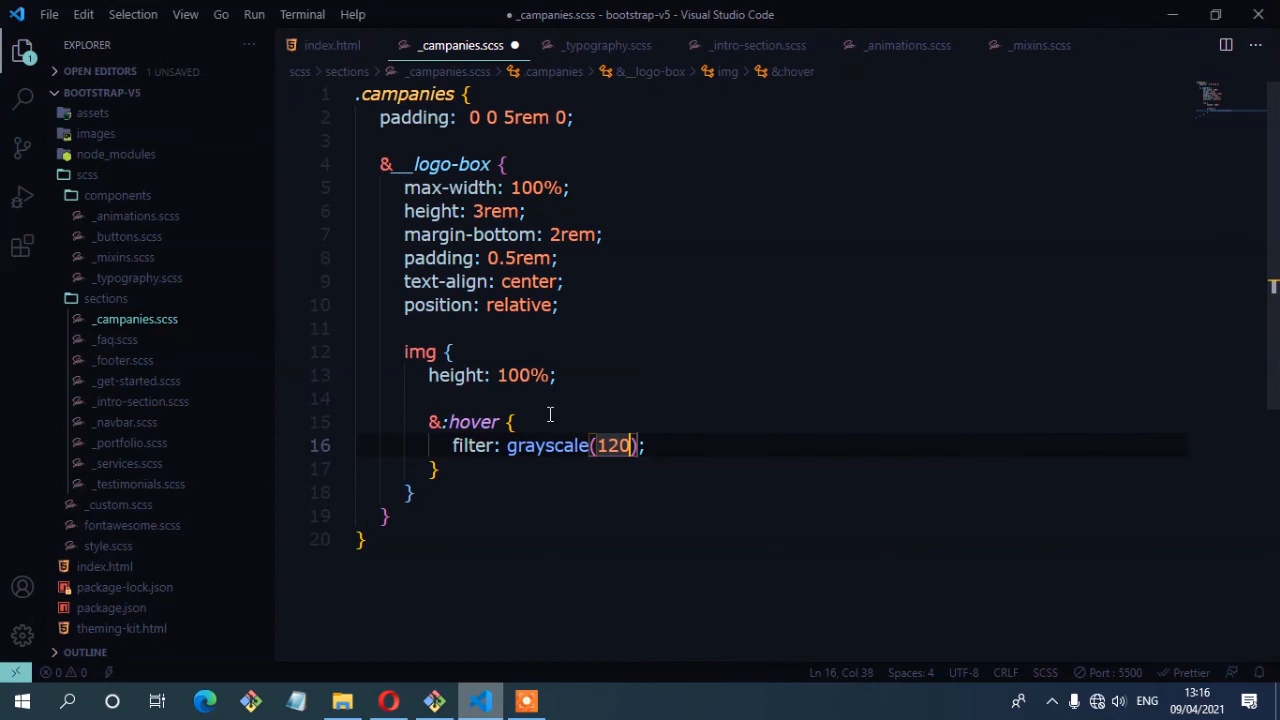 File Edit Selection View Go Run Terminal Help ● _campanies.scss - bootstrap-v5 - Visual Studio Code
EXPLORER
index.html _campanies.scss _typography.scss _intro-section.scss _animations.scss _mixins.scss
OPEN EDITORS 1 UNSAVED
scss > sections > _campanies.scss > .campanies > &__logo-box > img > &:hover
BOOTSTRAP-V5
assets
images
node_modules
scss
components
_animations.scss
_buttons.scss
_mixins.scss
_typography.scss
sections
_campanies.scss
_faq.scss
_footer.scss
_get-started.scss
_intro-section.scss
_navbar.scss
_portfolio.scss
_services.scss
_testimonials.scss
_custom.scss
fontawesome.scss
style.scss
index.html
package-lock.json
package.json
theming-kit.html
OUTLINE
1 .campanies {
2 padding: 0 0 5rem 0;
3
4 &__logo-box {
5 max-width: 100%;
6 height: 3rem;
7 margin-bottom: 2rem;
8 padding: 0.5rem;
9 text-align: center;
10 position: relative;
11
12 img {
13 height: 100%;
14
15 &:hover {
16 filter: grayscale(120);
17 }
18 }
19 }
20 }
0 0 Ln 16, Col 38 Spaces: 4 UTF-8 CRLF SCSS Port : 5500 Prettier
ENG 13:16
09/04/2021